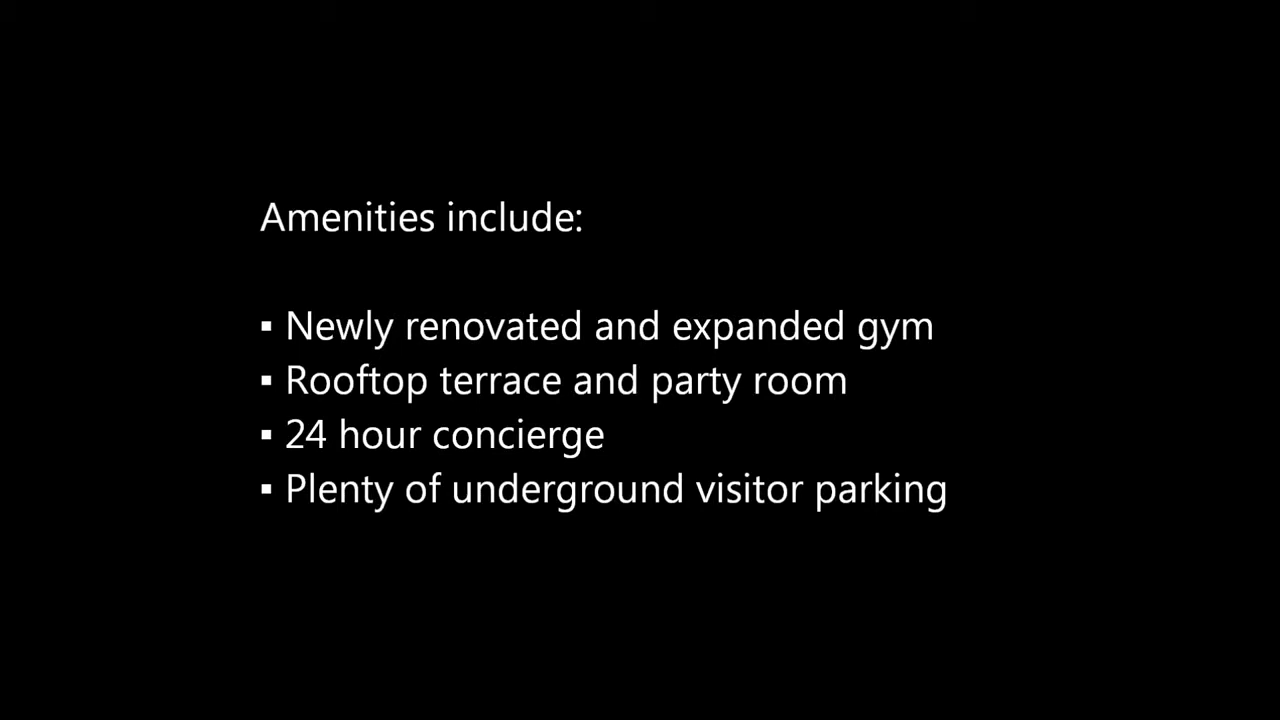 Amenities include:
▪ Newly renovated and expanded gym
▪ Rooftop terrace and party room
▪ 24 hour concierge
▪ Plenty of underground visitor parking